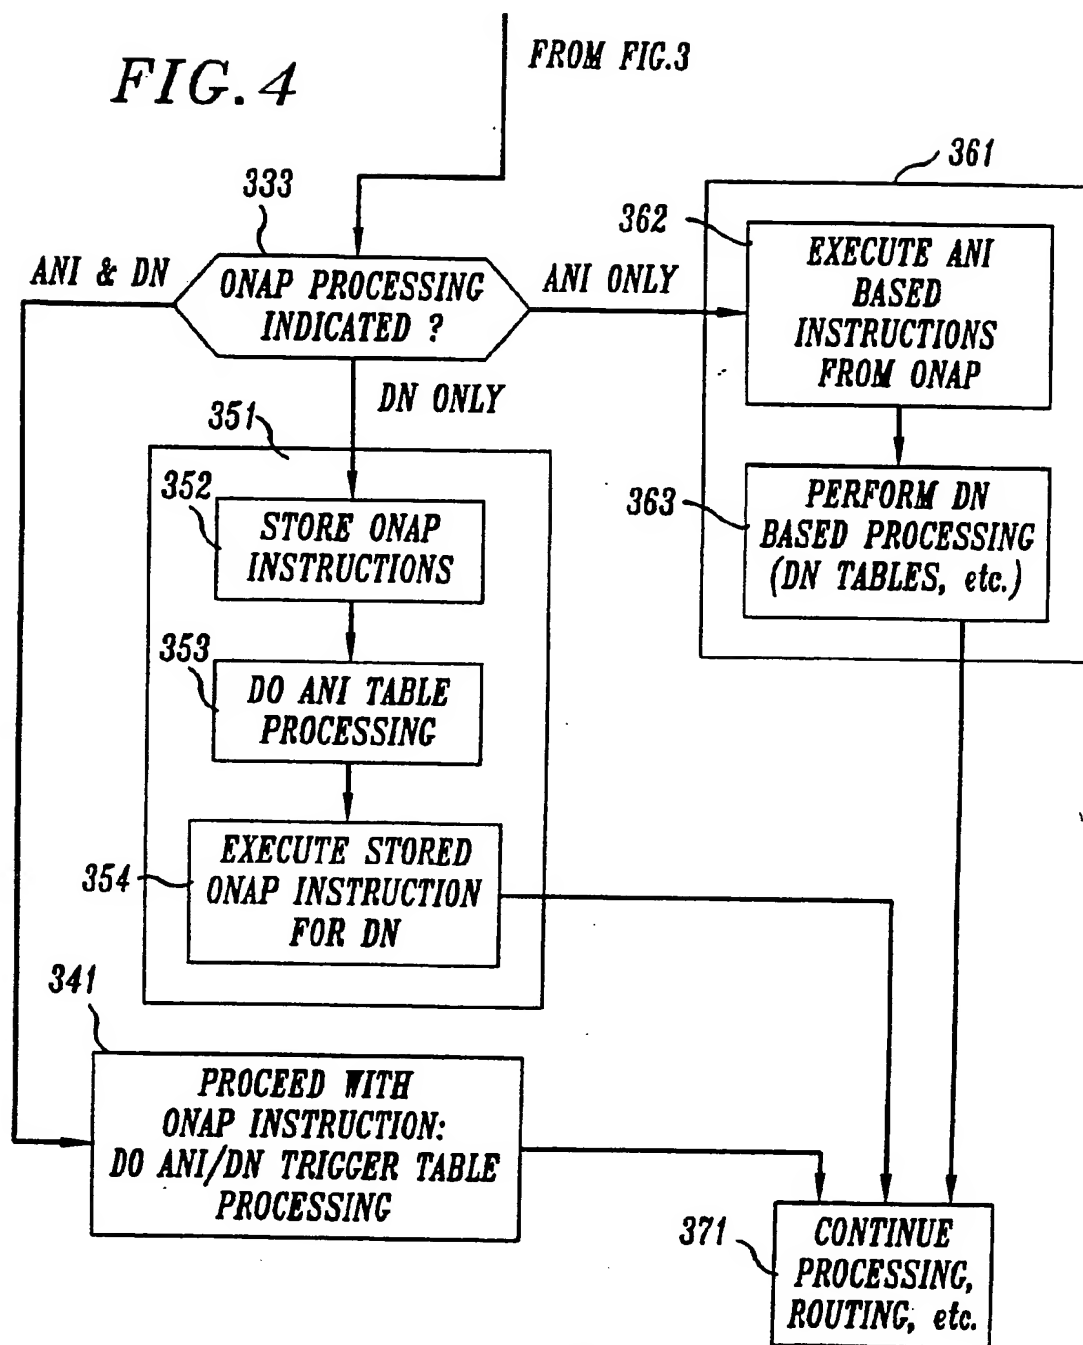 FIG. 4
FROM FIG.3
333
ONAP PROCESSING
INDICATED ?
ANI & DN
ANI ONLY
DN ONLY
361
362
EXECUTE ANI
BASED
INSTRUCTIONS
FROM ONAP
363
PERFORM DN
BASED PROCESSING
(DN TABLES, etc.)
351
352
STORE ONAP
INSTRUCTIONS
353
DO ANI TABLE
PROCESSING
354
EXECUTE STORED
ONAP INSTRUCTION
FOR DN
341
PROCEED WITH
ONAP INSTRUCTION:
DO ANI/DN TRIGGER TABLE
PROCESSING
371
CONTINUE
PROCESSING,
ROUTING, etc.